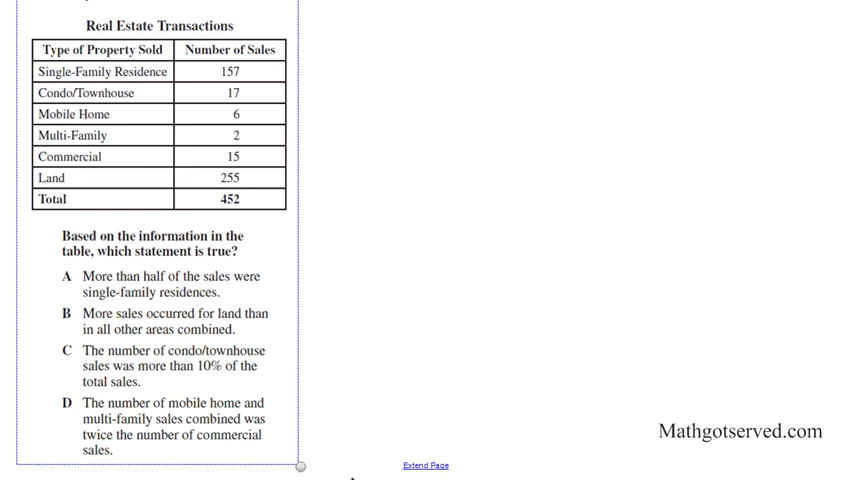 Real Estate Transactions
Type of Property Sold Number of Sales
Single-Family Residence 157
Condo/Townhouse 17
Mobile Home 6
Multi-Family 2
Commercial 15
Land 255
Total 452
Based on the information in the
table, which statement is true?
A More than half of the sales were
single-family residences.
B More sales occurred for land than
in all other areas combined.
C The number of condo/townhouse
sales was more than 10% of the
total sales.
D The number of mobile home and
multi-family sales combined was
twice the number of commercial
sales.
Mathgotserved.com
Extend Page